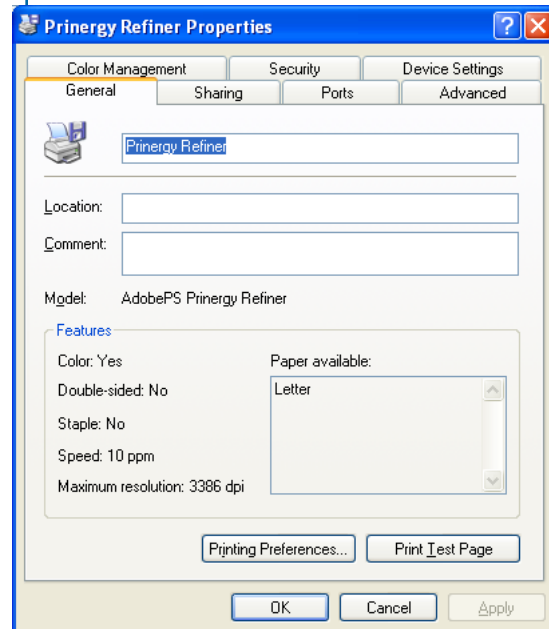 Prinergy Refiner Properties
Color Management Security Device Settings
General Sharing Ports Advanced
Prinergy Refiner
Location:
Comment:
Model: AdobePS Prinergy Refiner
Features
Color: Yes Paper available:
Double-sided: No Letter
Staple: No
Speed: 10 ppm
Maximum resolution: 3386 dpi
Printing Preferences... Print Test Page
OK Cancel Apply